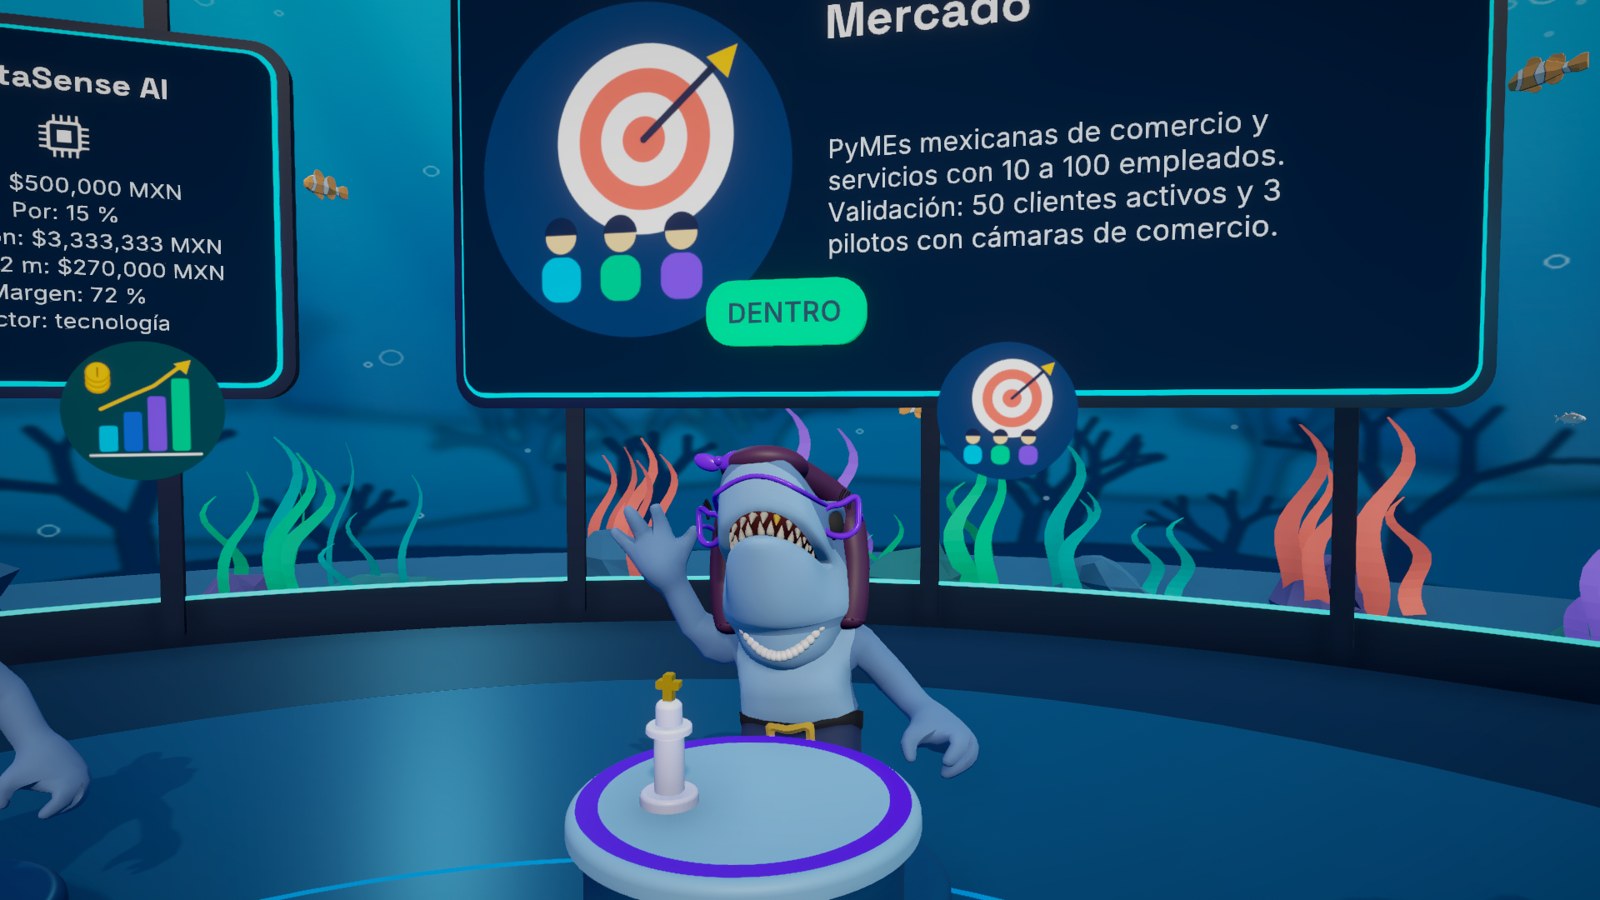 taSense AI
$500,000 MXN
Por: 15 %
n: $3,333,333 MXN
2 m: $270,000 MXN
Margen: 72 %
ctor: tecnología
Mercado
PyMEs mexicanas de comercio y
servicios con 10 a 100 empleados.
Validación: 50 clientes activos y 3
pilotos con cámaras de comercio.
DENTRO